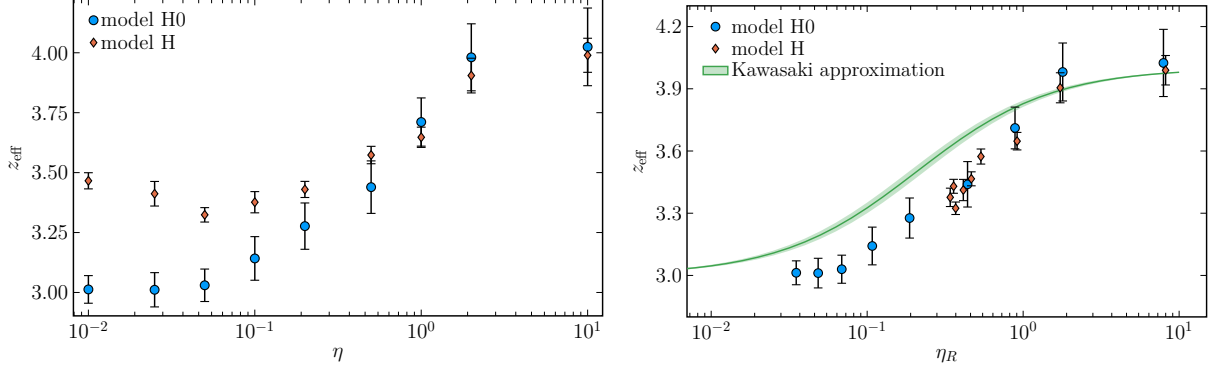 model H0
model H
4.00
3.75
3.50
3.25
3.00
z_eff
10^-2
10^-1
10^0
10^1
η
model H0
model H
Kawasaki approximation
4.2
3.9
3.6
3.3
3.0
z_eff
10^-2
10^-1
10^0
10^1
η_R